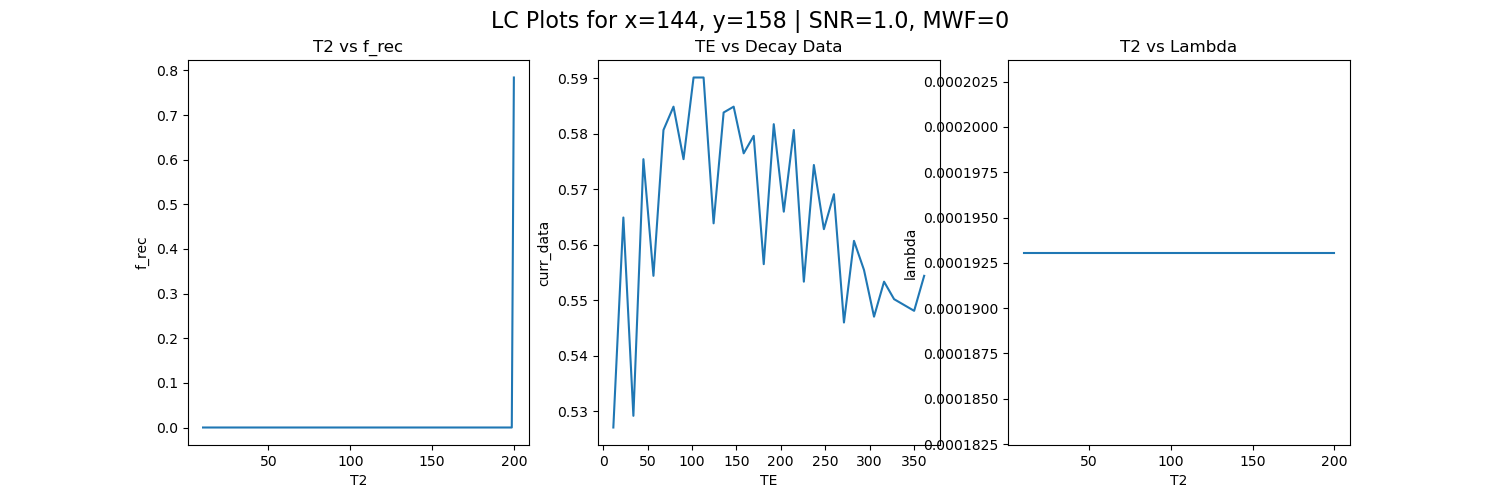 LC Plots for x=144, y=158 | SNR=1.0, MWF=0
T2 vs f_rec
0.8
0.7
0.6
0.5
0.4
0.3
0.2
0.1
0.0
f_rec
50 100 150 200
T2
TE vs Decay Data
0.59
0.58
0.57
0.56
0.55
0.54
0.53
curr_data
0 50 100 150 200 250 300 350
TE
T2 vs Lambda
0.0002025
0.0002000
0.0001975
0.0001950
0.0001925
0.0001900
0.0001875
0.0001850
0.0001825
lambda
50 100 150 200
T2